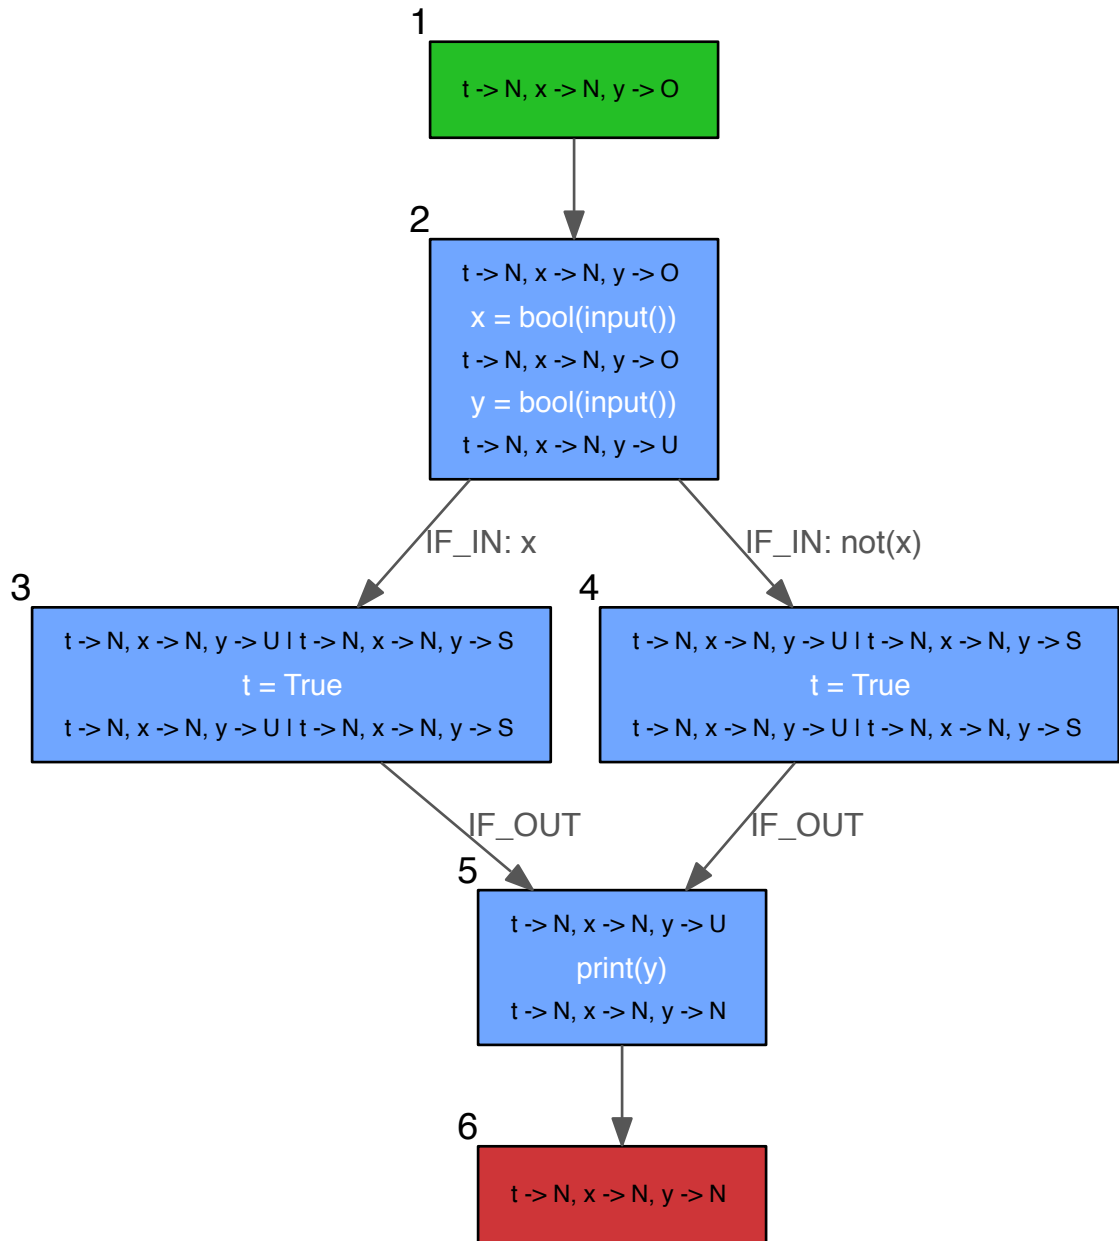 1
t -> N, x -> N, y -> O
2
t -> N, x -> N, y -> O
x = bool(input())
t -> N, x -> N, y -> O
y = bool(input())
t -> N, x -> N, y -> U
IF_IN: x
IF_IN: not(x)
3
t -> N, x -> N, y -> U | t -> N, x -> N, y -> S
t = True
t -> N, x -> N, y -> U | t -> N, x -> N, y -> S
4
t -> N, x -> N, y -> U | t -> N, x -> N, y -> S
t = True
t -> N, x -> N, y -> U | t -> N, x -> N, y -> S
IF_OUT
IF_OUT
5
t -> N, x -> N, y -> U
print(y)
t -> N, x -> N, y -> N
6
t -> N, x -> N, y -> N